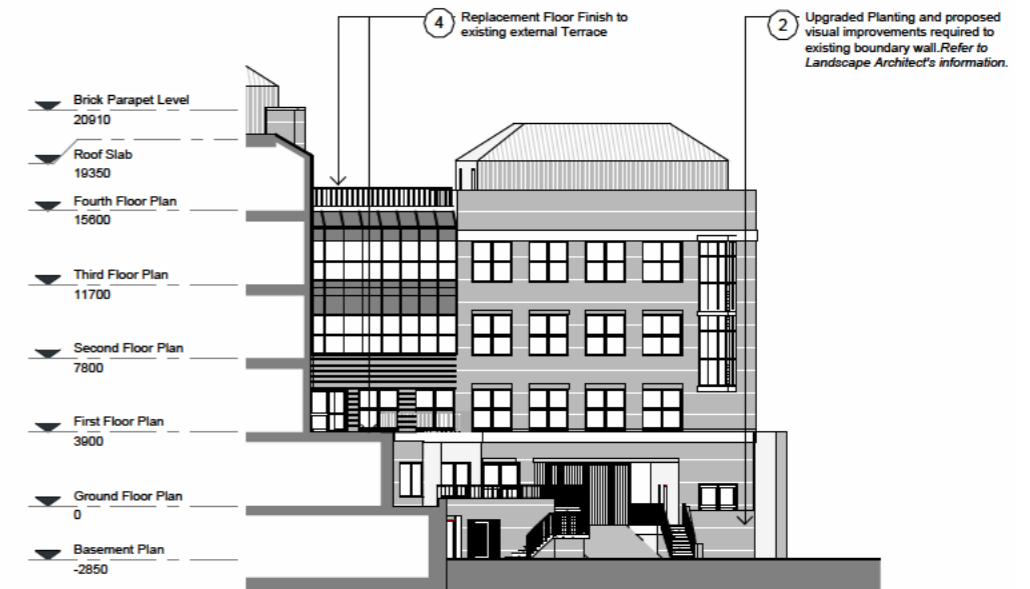 4
Replacement Floor Finish to
existing external Terrace
2
Upgraded Planting and proposed
visual improvements required to
existing boundary wall.Refer to
Landscape Architect's information.
Brick Parapet Level
20910
Roof Slab
19350
Fourth Floor Plan
15600
Third Floor Plan
11700
Second Floor Plan
7800
First Floor Plan
3900
Ground Floor Plan
0
Basement Plan
-2850